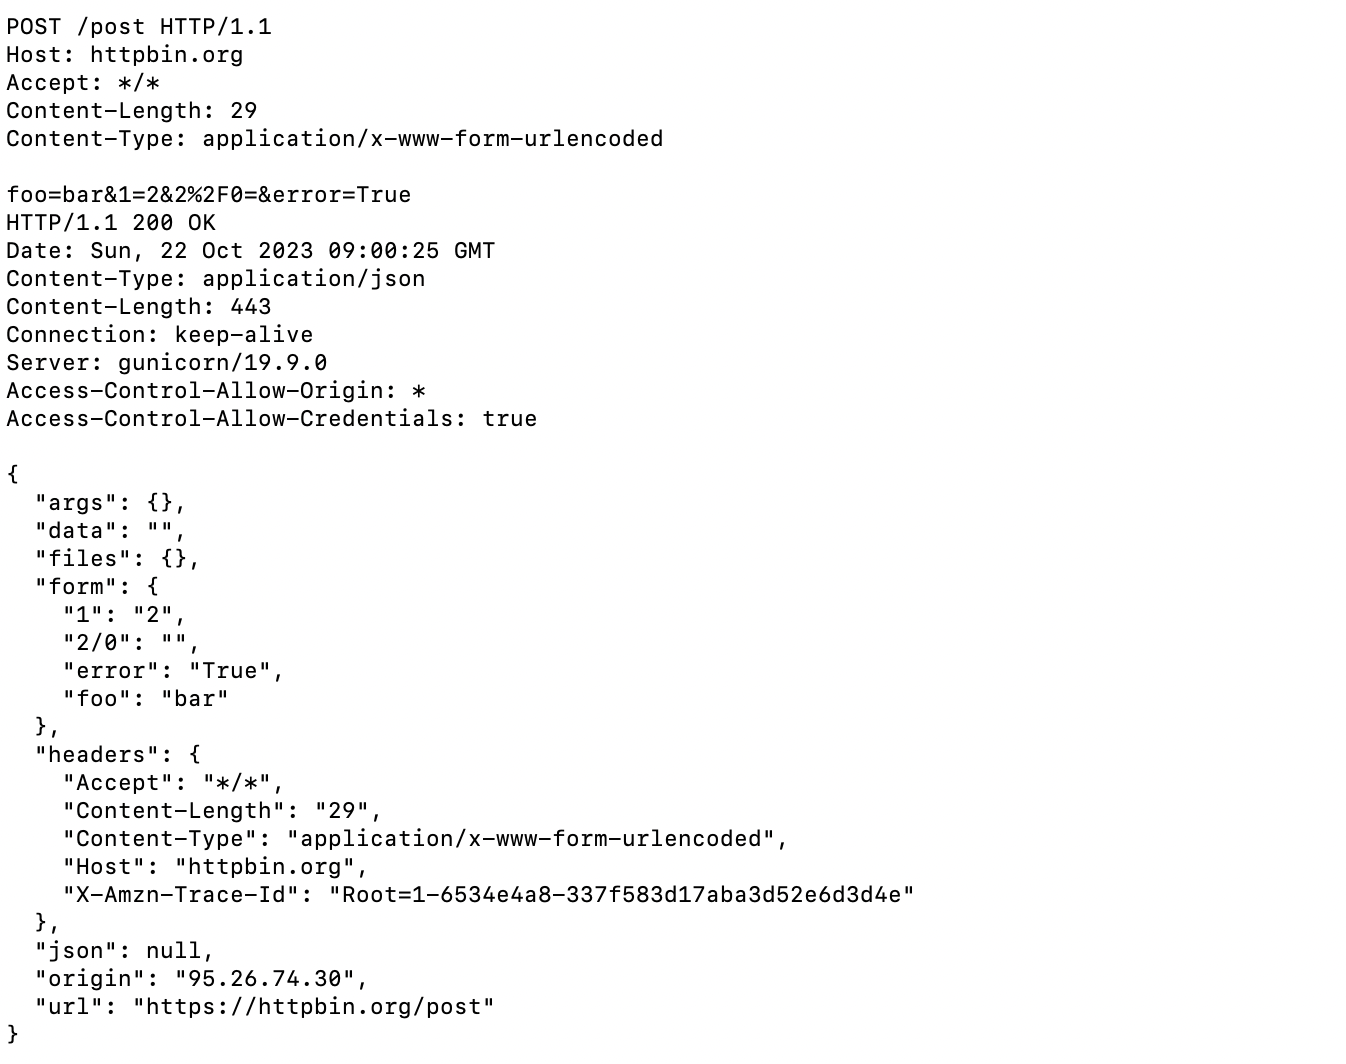 POST /post HTTP/1.1
Host: httpbin.org
Accept: */*
Content-Length: 29
Content-Type: application/x-www-form-urlencoded

foo=bar&1=2&2%2F0=&error=True
HTTP/1.1 200 OK
Date: Sun, 22 Oct 2023 09:00:25 GMT
Content-Type: application/json
Content-Length: 443
Connection: keep-alive
Server: gunicorn/19.9.0
Access-Control-Allow-Origin: *
Access-Control-Allow-Credentials: true

{
  "args": {},
  "data": "",
  "files": {},
  "form": {
    "1": "2",
    "2/0": "",
    "error": "True",
    "foo": "bar"
  },
  "headers": {
    "Accept": "*/*",
    "Content-Length": "29",
    "Content-Type": "application/x-www-form-urlencoded",
    "Host": "httpbin.org",
    "X-Amzn-Trace-Id": "Root=1-6534e4a8-337f583d17aba3d52e6d3d4e"
  },
  "json": null,
  "origin": "95.26.74.30",
  "url": "https://httpbin.org/post"
}